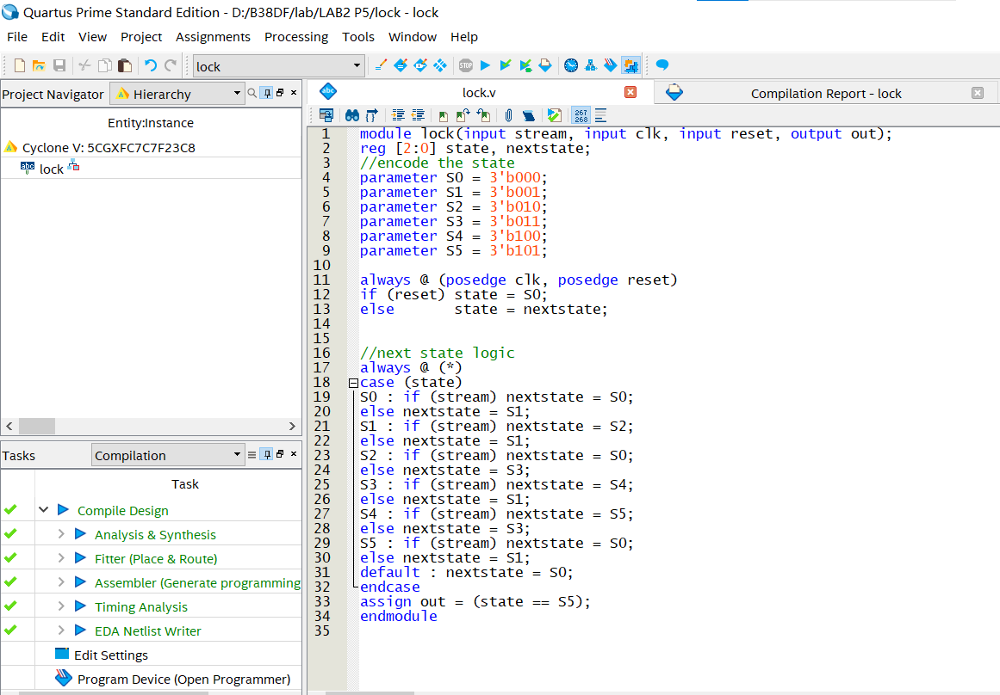 Quartus Prime Standard Edition - D:/B38DF/lab/LAB2 P5/lock - lock
File Edit View Project Assignments Processing Tools Window Help
lock
STOP
Project Navigator Hierarchy
Entity:Instance
Cyclone V: 5CGXFC7C7F23C8
abc lock
Tasks Compilation
Task
Compile Design
Analysis & Synthesis
Fitter (Place & Route)
Assembler (Generate programming
Timing Analysis
EDA Netlist Writer
Edit Settings
Program Device (Open Programmer)
abc lock.v Compilation Report - lock
267
268
1 module lock(input stream, input clk, input reset, output out);
2 reg [2:0] state, nextstate;
3 //encode the state
4 parameter S0 = 3'b000;
5 parameter S1 = 3'b001;
6 parameter S2 = 3'b010;
7 parameter S3 = 3'b011;
8 parameter S4 = 3'b100;
9 parameter S5 = 3'b101;
10
11 always @ (posedge clk, posedge reset)
12 if (reset) state = S0;
13 else state = nextstate;
14
15
16 //next state logic
17 always @ (*)
18 case (state)
19 S0 : if (stream) nextstate = S0;
20 else nextstate = S1;
21 S1 : if (stream) nextstate = S2;
22 else nextstate = S1;
23 S2 : if (stream) nextstate = S0;
24 else nextstate = S3;
25 S3 : if (stream) nextstate = S4;
26 else nextstate = S1;
27 S4 : if (stream) nextstate = S5;
28 else nextstate = S3;
29 S5 : if (stream) nextstate = S0;
30 else nextstate = S1;
31 default : nextstate = S0;
32 endcase
33 assign out = (state == S5);
34 endmodule
35